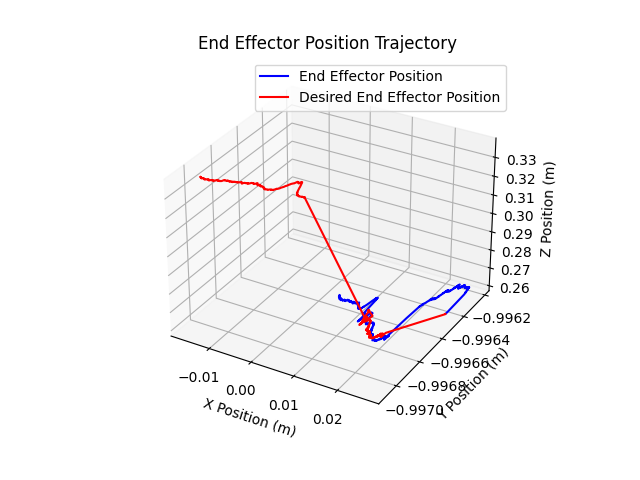 End Effector Position Trajectory
End Effector Position
Desired End Effector Position
0.33
0.32
0.31
0.30
0.29
0.28
0.27
0.26
Z Position (m)
−0.9962
−0.9964
−0.9966
−0.9968
−0.9970
Y Position (m)
−0.01
0.00
0.01
0.02
X Position (m)